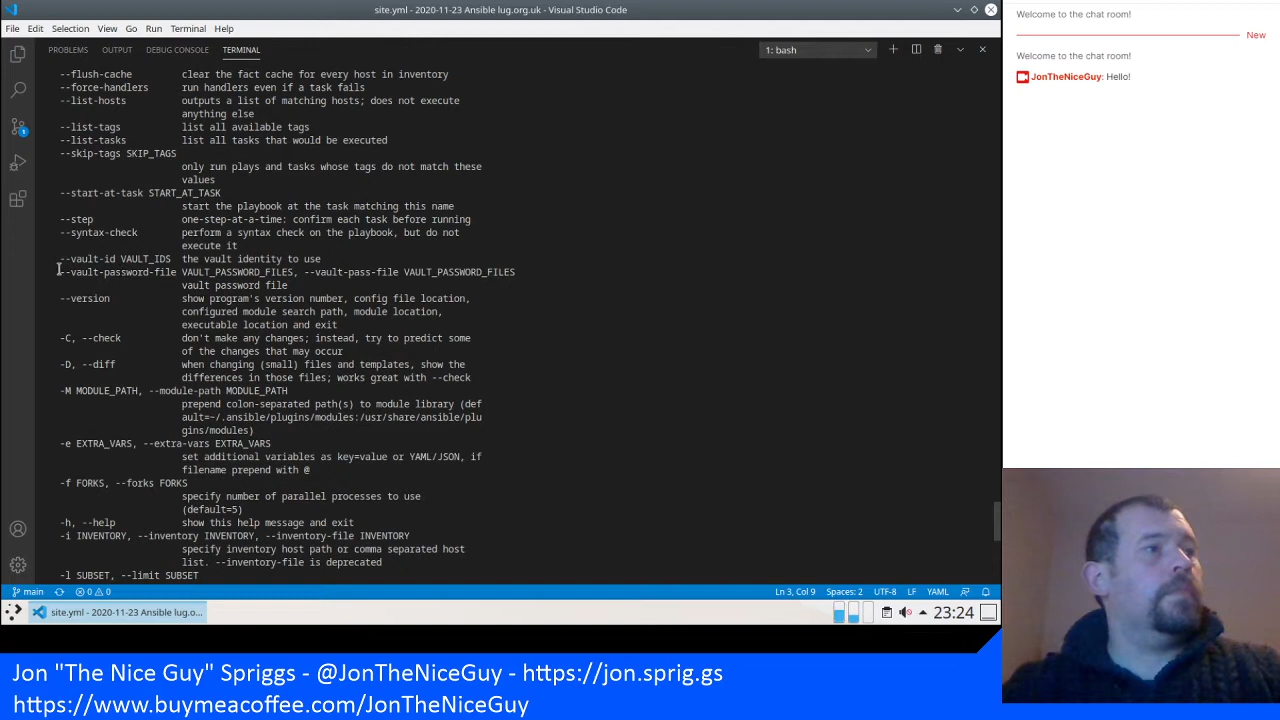 site.yml - 2020-11-23 Ansible lug.org.uk - Visual Studio Code
File Edit Selection View Go Run Terminal Help
PROBLEMS OUTPUT DEBUG CONSOLE TERMINAL 1: bash
--flush-cache clear the fact cache for every host in inventory
--force-handlers run handlers even if a task fails
--list-hosts outputs a list of matching hosts; does not execute
anything else
--list-tags list all available tags
--list-tasks list all tasks that would be executed
--skip-tags SKIP_TAGS
only run plays and tasks whose tags do not match these
values
--start-at-task START_AT_TASK
start the playbook at the task matching this name
--step one-step-at-a-time: confirm each task before running
--syntax-check perform a syntax check on the playbook, but do not
execute it
--vault-id VAULT_IDS the vault identity to use
--vault-password-file VAULT_PASSWORD_FILES, --vault-pass-file VAULT_PASSWORD_FILES
vault password file
--version show program's version number, config file location,
configured module search path, module location,
executable location and exit
-C, --check don't make any changes; instead, try to predict some
of the changes that may occur
-D, --diff when changing (small) files and templates, show the
differences in those files; works great with --check
-M MODULE_PATH, --module-path MODULE_PATH
prepend colon-separated path(s) to module library (def
ault=~/.ansible/plugins/modules:/usr/share/ansible/plu
gins/modules)
-e EXTRA_VARS, --extra-vars EXTRA_VARS
set additional variables as key=value or YAML/JSON, if
filename prepend with @
-f FORKS, --forks FORKS
specify number of parallel processes to use
(default=5)
-h, --help show this help message and exit
-i INVENTORY, --inventory INVENTORY, --inventory-file INVENTORY
specify inventory host path or comma separated host
list. --inventory-file is deprecated
-l SUBSET, --limit SUBSET
main 0 0 Ln 3, Col 9 Spaces: 2 UTF-8 LF YAML
site.yml - 2020-11-23 Ansible lug.o... 23:24
Welcome to the chat room!
New
Welcome to the chat room!
JonTheNiceGuy: Hello!
Jon "The Nice Guy" Spriggs - @JonTheNiceGuy - https://jon.sprig.gs
https://www.buymeacoffee.com/JonTheNiceGuy